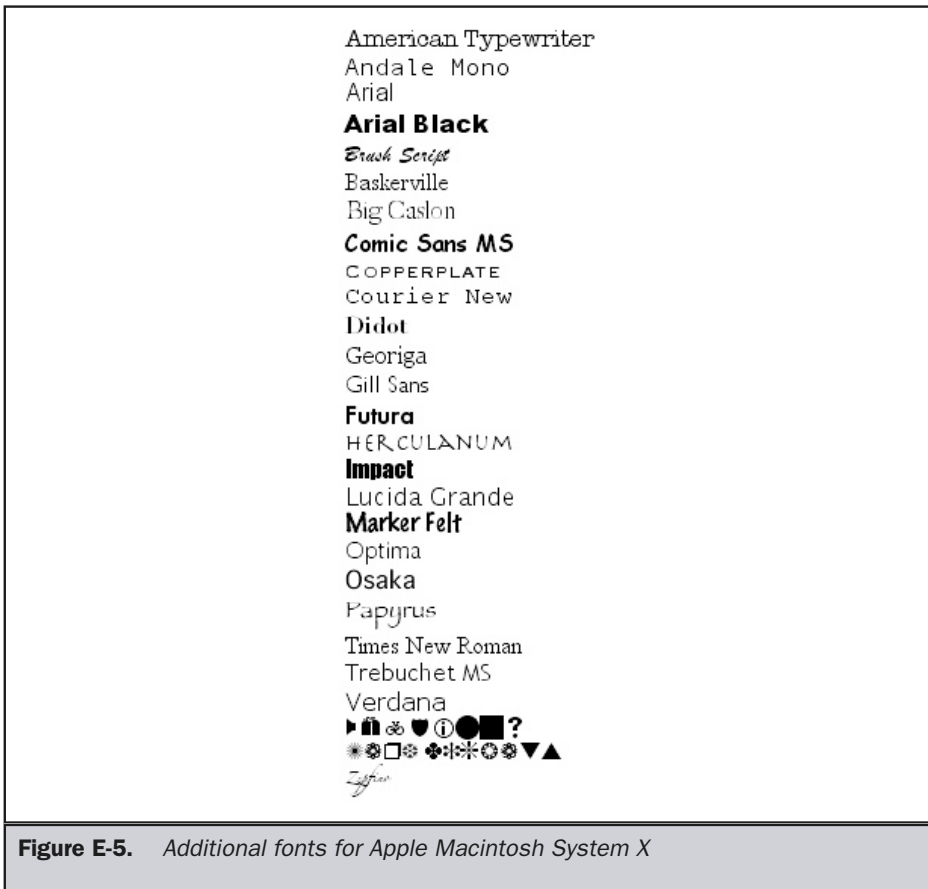 American Typewriter
Andale Mono
Arial
Arial Black
Brush Script
Baskerville
Big Caslon
Comic Sans MS
COPPERPLATE
Courier New
Didot
Georiga
Gill Sans
Futura
HERCULANUM
Impact
Lucida Grande
Marker Felt
Optima
Osaka
Papyrus
Times New Roman
Trebuchet MS
Verdana
?
Zapfino
Figure E-5. Additional fonts for Apple Macintosh System X